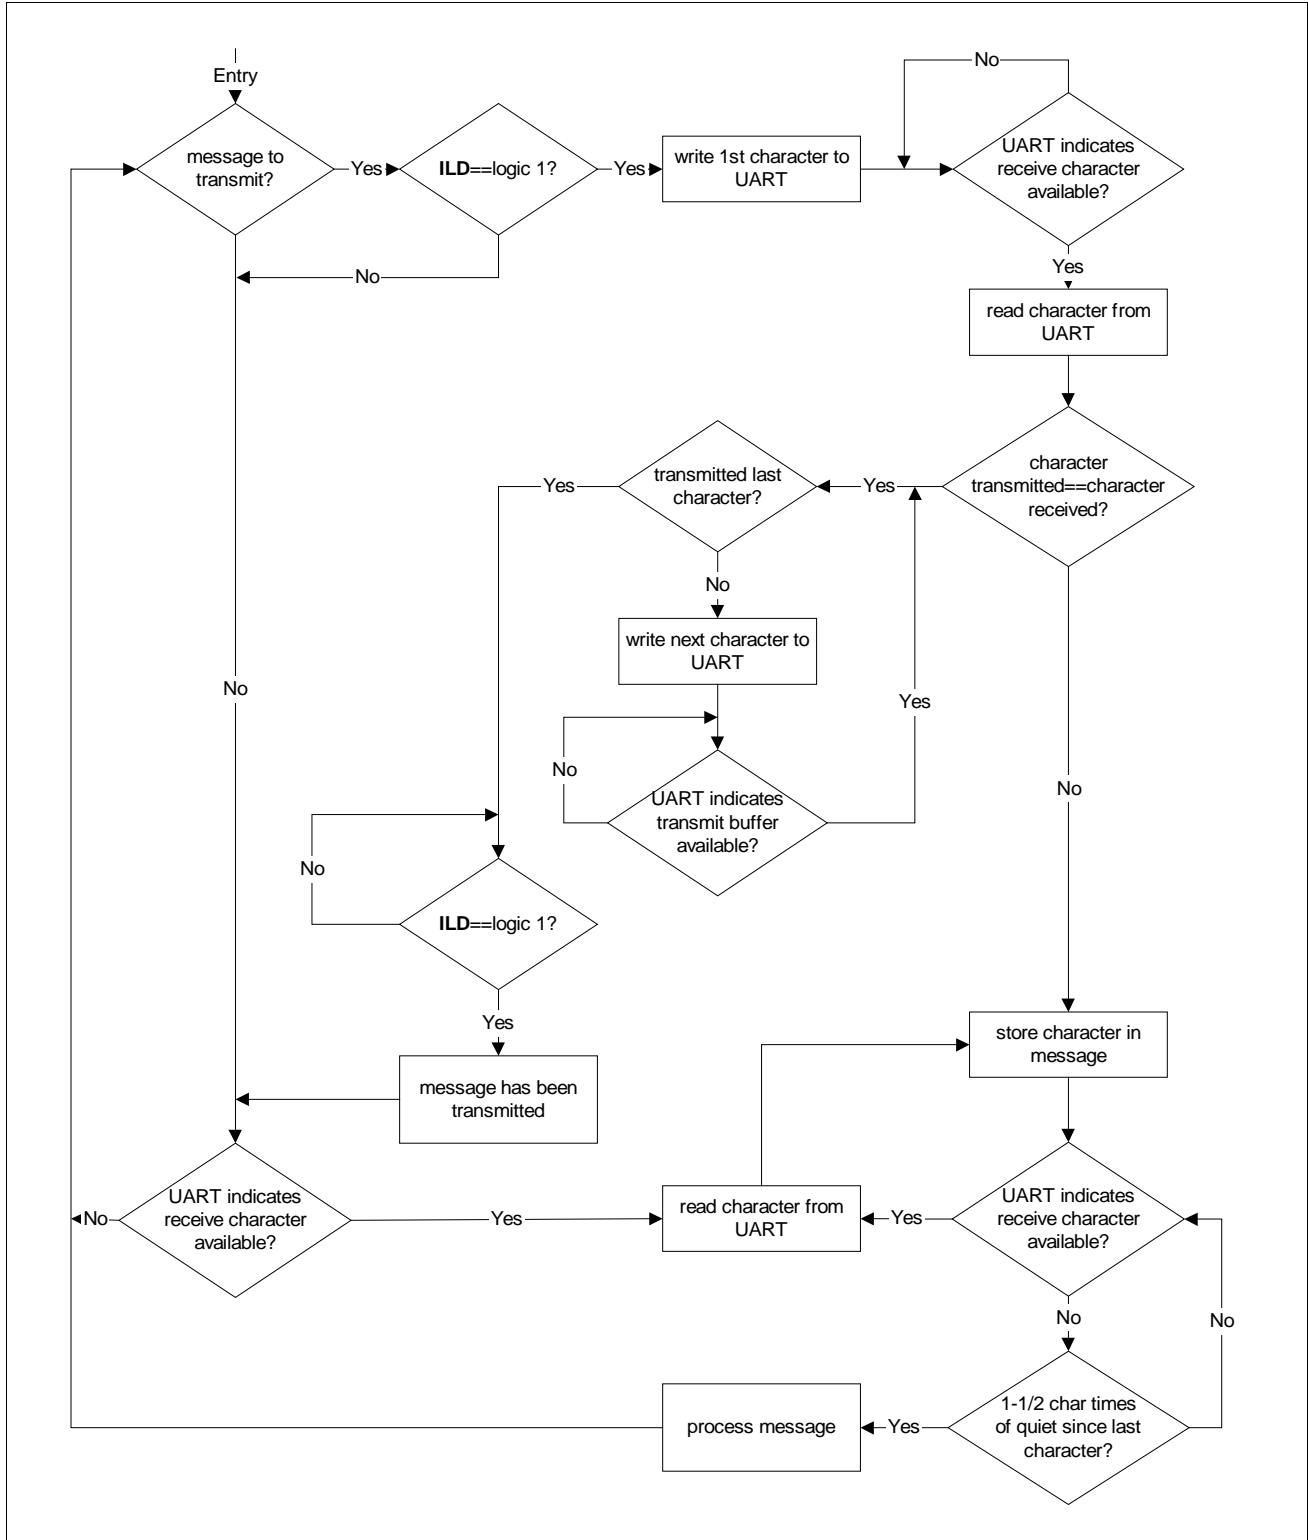 Entry
No
message to
transmit?
Yes
ILD==logic 1?
Yes
write 1st character to
UART
UART indicates
receive character
available?
No
Yes
read character from
UART
character
transmitted==character
received?
Yes
transmitted last
character?
Yes
No
write next character to
UART
Yes
No
No
UART indicates
transmit buffer
available?
No
No
ILD==logic 1?
Yes
message has been
transmitted
store character in
message
UART indicates
receive character
available?
No
Yes
read character from
UART
Yes
UART indicates
receive character
available?
No
No
1-1/2 char times
of quiet since last
character?
Yes
process message